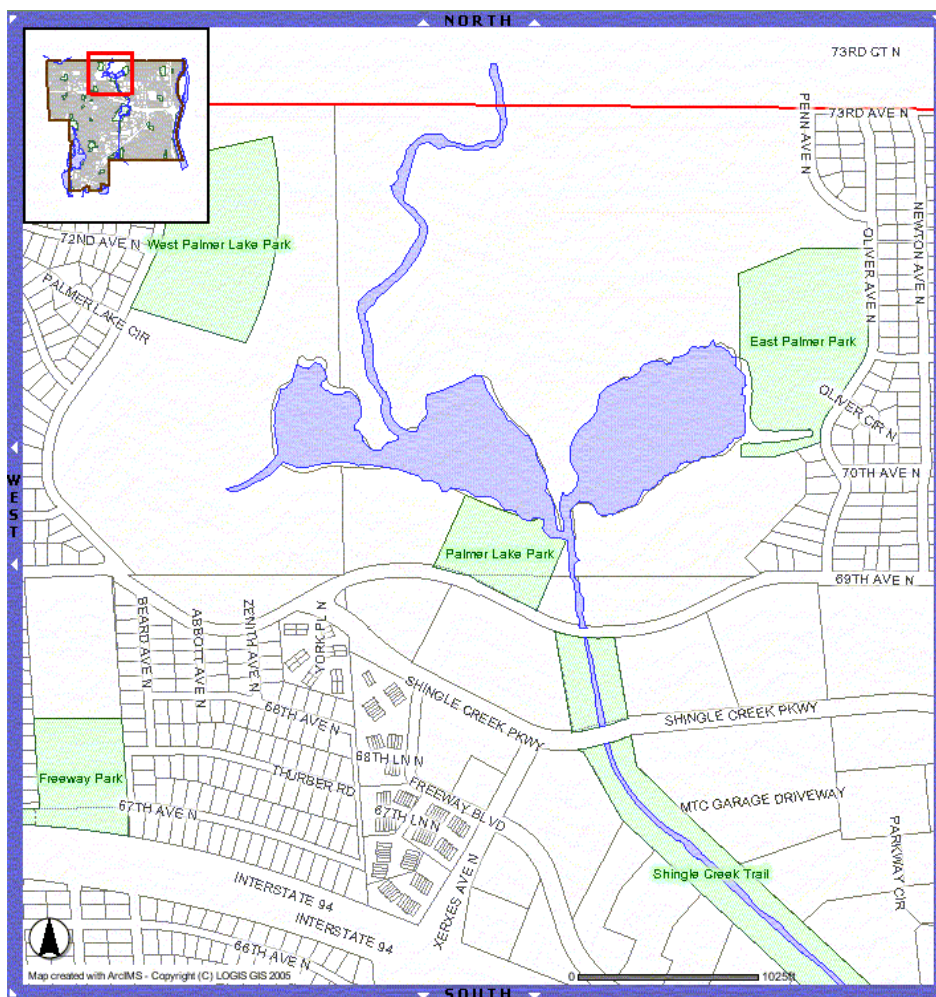 NORTH
73RD CT N
PENN AVE N
73RD AVE N
NEWTON AVE N
OLIVER AVE N
72ND AVE N
West Palmer Lake Park
PALMER LAKE CIR
East Palmer Park
OLIVER CIR N
WEST
70TH AVE N
Palmer Lake Park
69TH AVE N
BEARD AVE N
ABBOTT AVE N
ZENITH AVE N
YORK PL N
SHINGLE CREEK PKWY
SHINGLE CREEK PKWY
68TH AVE N
68TH LN N
Freeway Park
THURBER RD
FREEWAY BLVD
67TH AVE N
67TH LN N
MTC GARAGE DRIVEWAY
PARKWAY CIR
Shingle Creek Trail
INTERSTATE 94
XERXES AVE N
INTERSTATE 94
66TH AVE N
Map created with ArcIMS - Copyright (C) LOGIS GIS 2005
0 1025ft
SOUTH